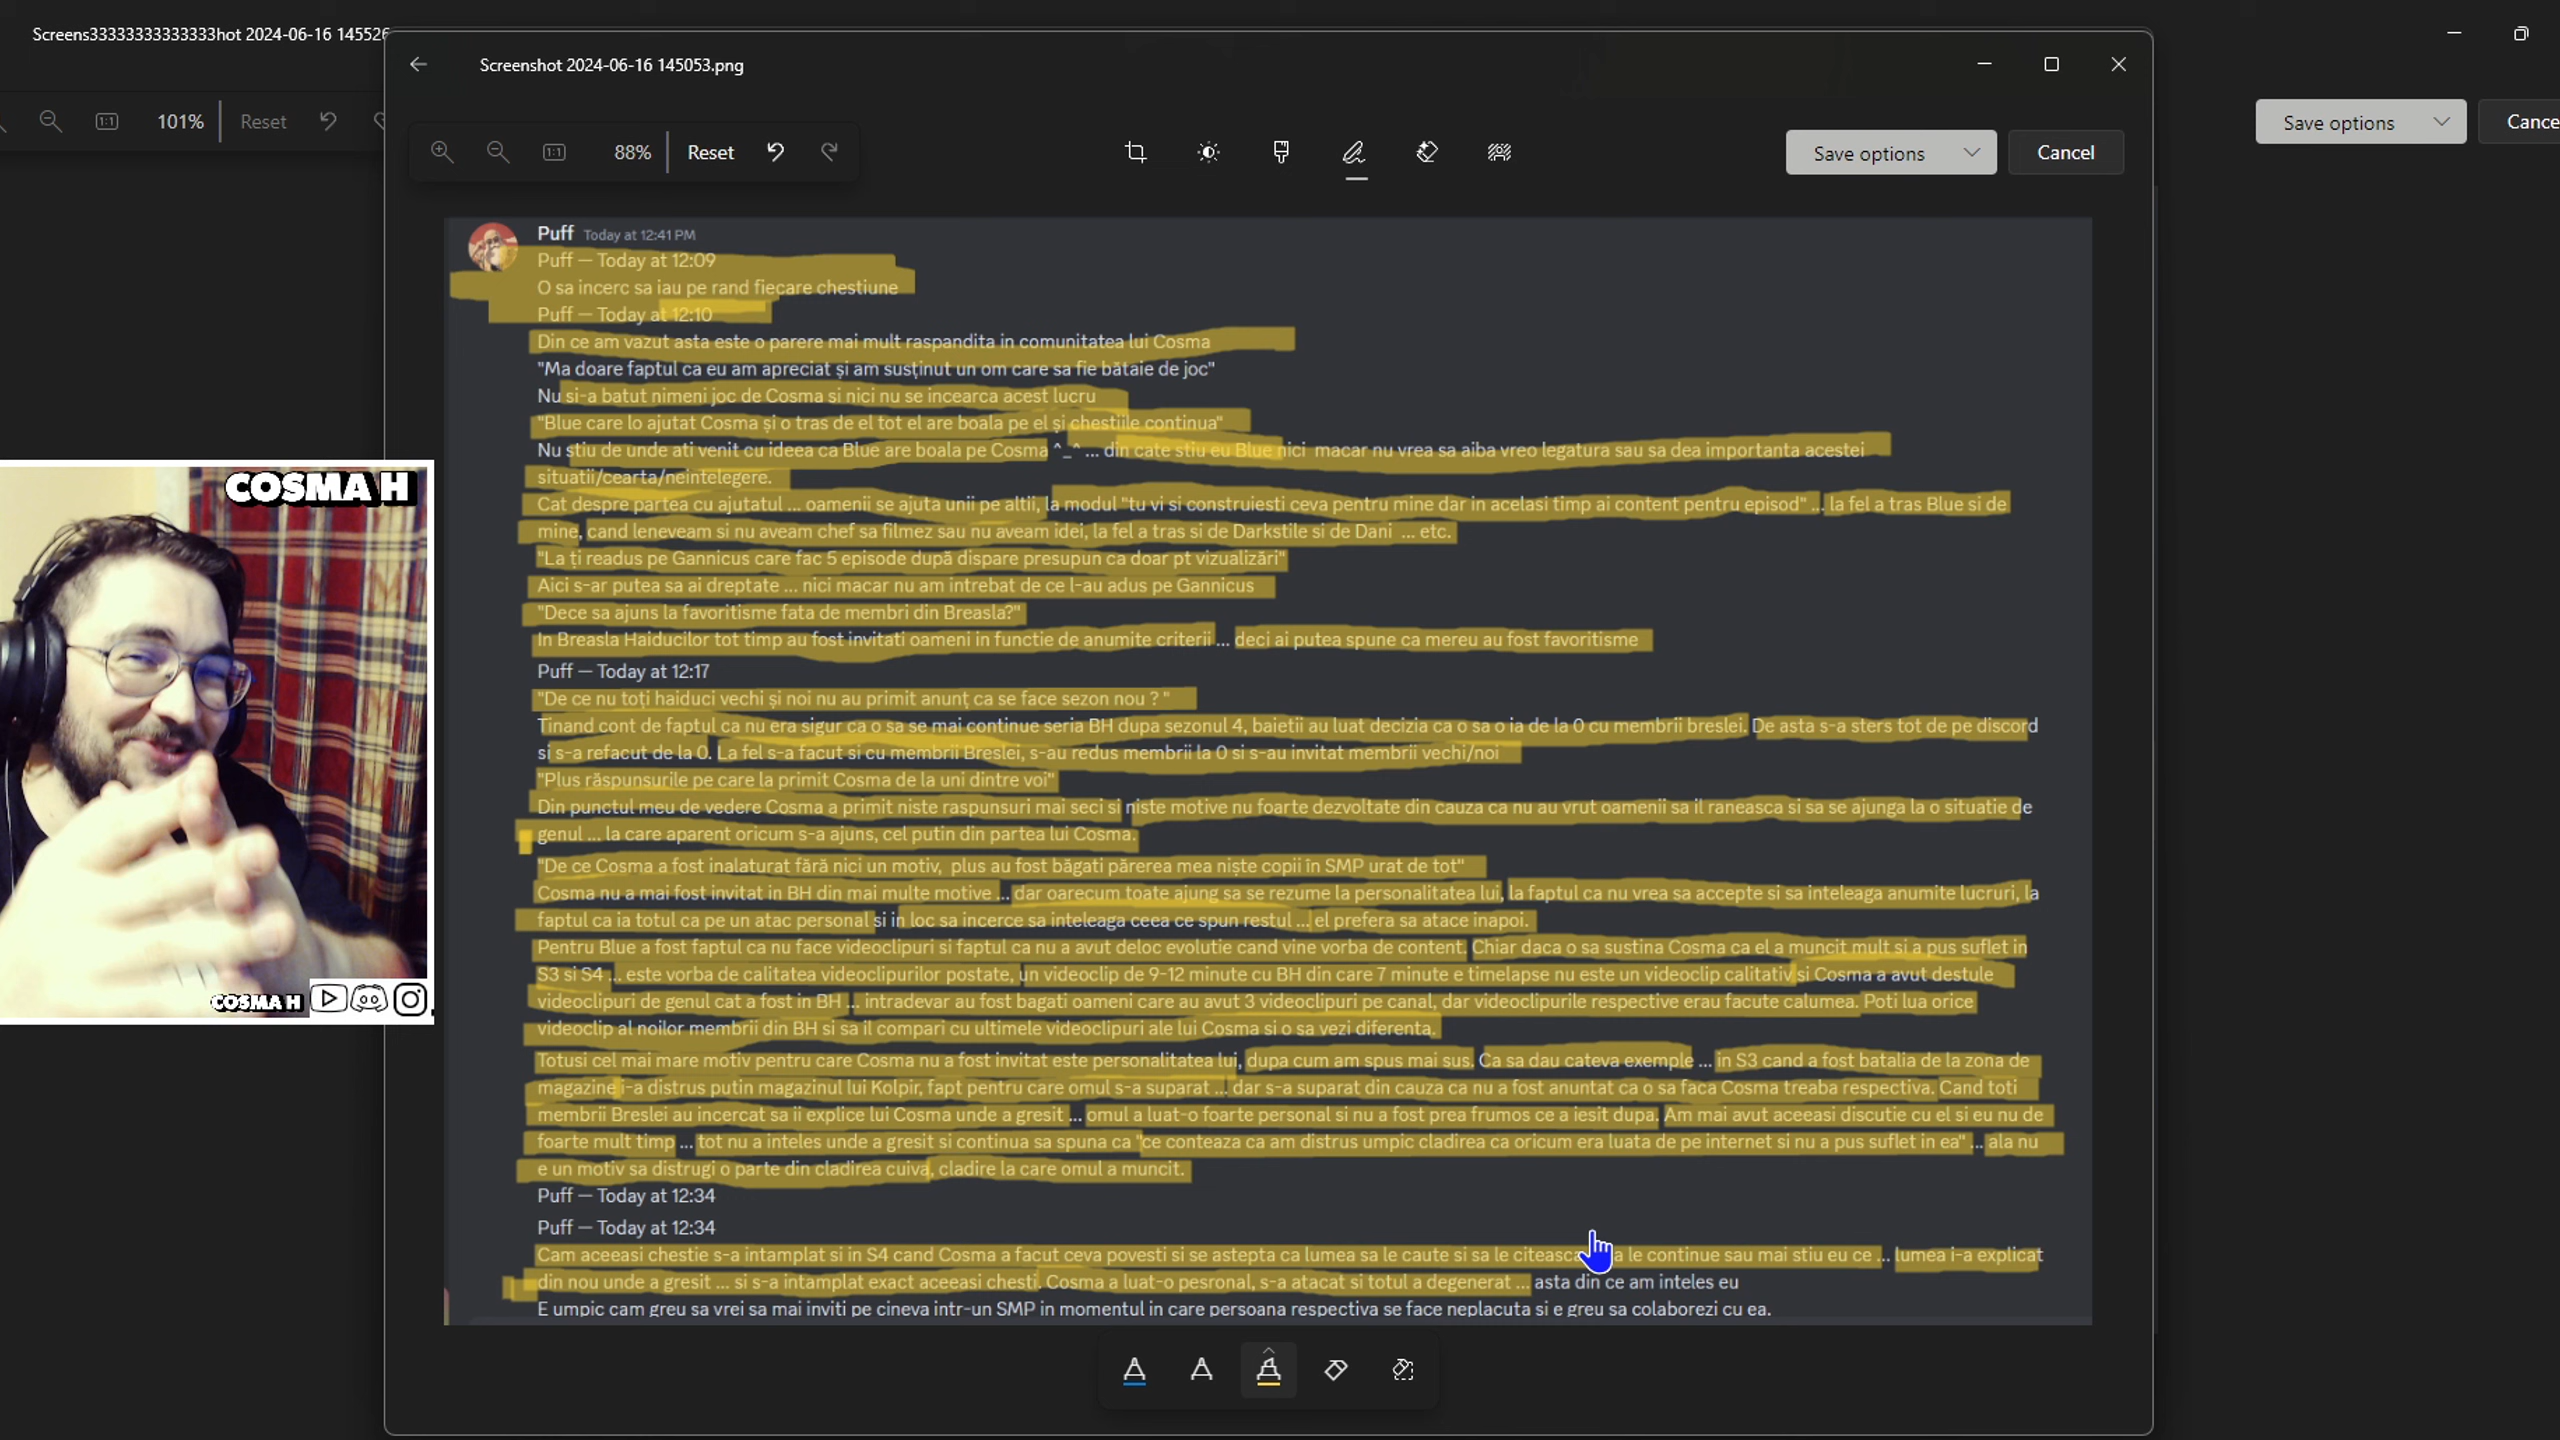 Screens33333333333333hot 2024-06-16 145526
Screenshot 2024-06-16 145053.png
101%
Reset
Save options
Cance
88%
Reset
Save options
Cancel
Puff Today at 12:41 PM
Puff — Today at 12:09
O sa incerc sa iau pe rand fiecare chestiune
Puff — Today at 12:10
Din ce am vazut asta este o parere mai mult raspandita in comunitatea lui Cosma
"Ma doare faptul ca eu am apreciat și am susținut un om care sa fie bătaie de joc"
Nu si-a batut nimeni joc de Cosma si nici nu se incearca acest lucru
"Blue care lo ajutat Cosma și o tras de el tot el are boala pe el și chestiile continua"
Nu stiu de unde ati venit cu ideea ca Blue are boala pe Cosma ^_^ ... din cate stiu eu Blue nici macar nu vrea sa aiba vreo legatura sau sa dea importanta acestei
situatii/cearta/neintelegere.
Cat despre partea cu ajutatul ... oamenii se ajuta unii pe altii, la modul "tu vi si construiesti ceva pentru mine dar in acelasi timp ai content pentru episod" ... la fel a tras Blue si de
mine, cand leneveam si nu aveam chef sa filmez sau nu aveam idei, la fel a tras si de Darkstile si de Dani ... etc.
"La ți readus pe Gannicus care fac 5 episode după dispare presupun ca doar pt vizualizări"
Aici s-ar putea sa ai dreptate ... nici macar nu am intrebat de ce l-au adus pe Gannicus
"Dece sa ajuns la favoritisme fata de membri din Breasla?"
In Breasla Haiducilor tot timp au fost invitati oameni in functie de anumite criterii ... deci ai putea spune ca mereu au fost favoritisme
Puff — Today at 12:17
"De ce nu toți haiduci vechi și noi nu au primit anunț ca se face sezon nou ? "
Tinand cont de faptul ca nu era sigur ca o sa se mai continue seria BH dupa sezonul 4, baietii au luat decizia ca o sa o ia de la 0 cu membrii breslei. De asta s-a sters tot de pe discord
si s-a refacut de la 0. La fel s-a facut si cu membrii Breslei, s-au redus membrii la 0 si s-au invitat membrii vechi/noi
"Plus răspunsurile pe care la primit Cosma de la uni dintre voi"
Din punctul meu de vedere Cosma a primit niste raspunsuri mai seci si niste motive nu foarte dezvoltate din cauza ca nu au vrut oamenii sa il raneasca si sa se ajunga la o situatie de
genul ... la care aparent oricum s-a ajuns, cel putin din partea lui Cosma.
"De ce Cosma a fost inalaturat fără nici un motiv, plus au fost băgati părerea mea niște copii în SMP urat de tot"
Cosma nu a mai fost invitat in BH din mai multe motive ... dar oarecum toate ajung sa se rezume la personalitatea lui, la faptul ca nu vrea sa accepte si sa inteleaga anumite lucruri, la
faptul ca ia totul ca pe un atac personal si in loc sa incerce sa inteleaga ceea ce spun restul ... el prefera sa atace inapoi.
Pentru Blue a fost faptul ca nu face videoclipuri si faptul ca nu a avut deloc evolutie cand vine vorba de content. Chiar daca o sa sustina Cosma ca el a muncit mult si a pus suflet in
S3 si S4 ... este vorba de calitatea videoclipurilor postate, un videoclip de 9-12 minute cu BH din care 7 minute e timelapse nu este un videoclip calitativ si Cosma a avut destule
videoclipuri de genul cat a fost in BH ... intradevar au fost bagati oameni care au avut 3 videoclipuri pe canal, dar videoclipurile respective erau facute calumea. Poti lua orice
videoclip al noilor membrii din BH si sa il compari cu ultimele videoclipuri ale lui Cosma si o sa vezi diferenta.
Totusi cel mai mare motiv pentru care Cosma nu a fost invitat este personalitatea lui, dupa cum am spus mai sus. Ca sa dau cateva exemple ... in S3 cand a fost batalia de la zona de
magazine i-a distrus putin magazinul lui Kolpir, fapt pentru care omul s-a suparat ... dar s-a suparat din cauza ca nu a fost anuntat ca o sa faca Cosma treaba respectiva. Cand toti
membrii Breslei au incercat sa ii explice lui Cosma unde a gresit ... omul a luat-o foarte personal si nu a fost prea frumos ce a iesit dupa. Am mai avut aceeasi discutie cu el si eu nu de
foarte mult timp ... tot nu a inteles unde a gresit si continua sa spuna ca "ce conteaza ca am distrus umpic cladirea ca oricum era luata de pe internet si nu a pus suflet in ea" ... ala nu
e un motiv sa distrugi o parte din cladirea cuiva, cladire la care omul a muncit.
Puff — Today at 12:34
Puff — Today at 12:34
Cam aceeasi chestie s-a intamplat si in S4 cand Cosma a facut ceva povesti si se astepta ca lumea sa le caute si sa le citeasc a le continue sau mai stiu eu ce ... lumea i-a explicat
din nou unde a gresit ... si s-a intamplat exact aceeasi chesti. Cosma a luat-o pesronal, s-a atacat si totul a degenerat ... asta din ce am inteles eu
E umpic cam greu sa vrei sa mai inviti pe cineva intr-un SMP in momentul in care persoana respectiva se face neplacuta si e greu sa colaborezi cu ea.
COSMA H
COSMA H